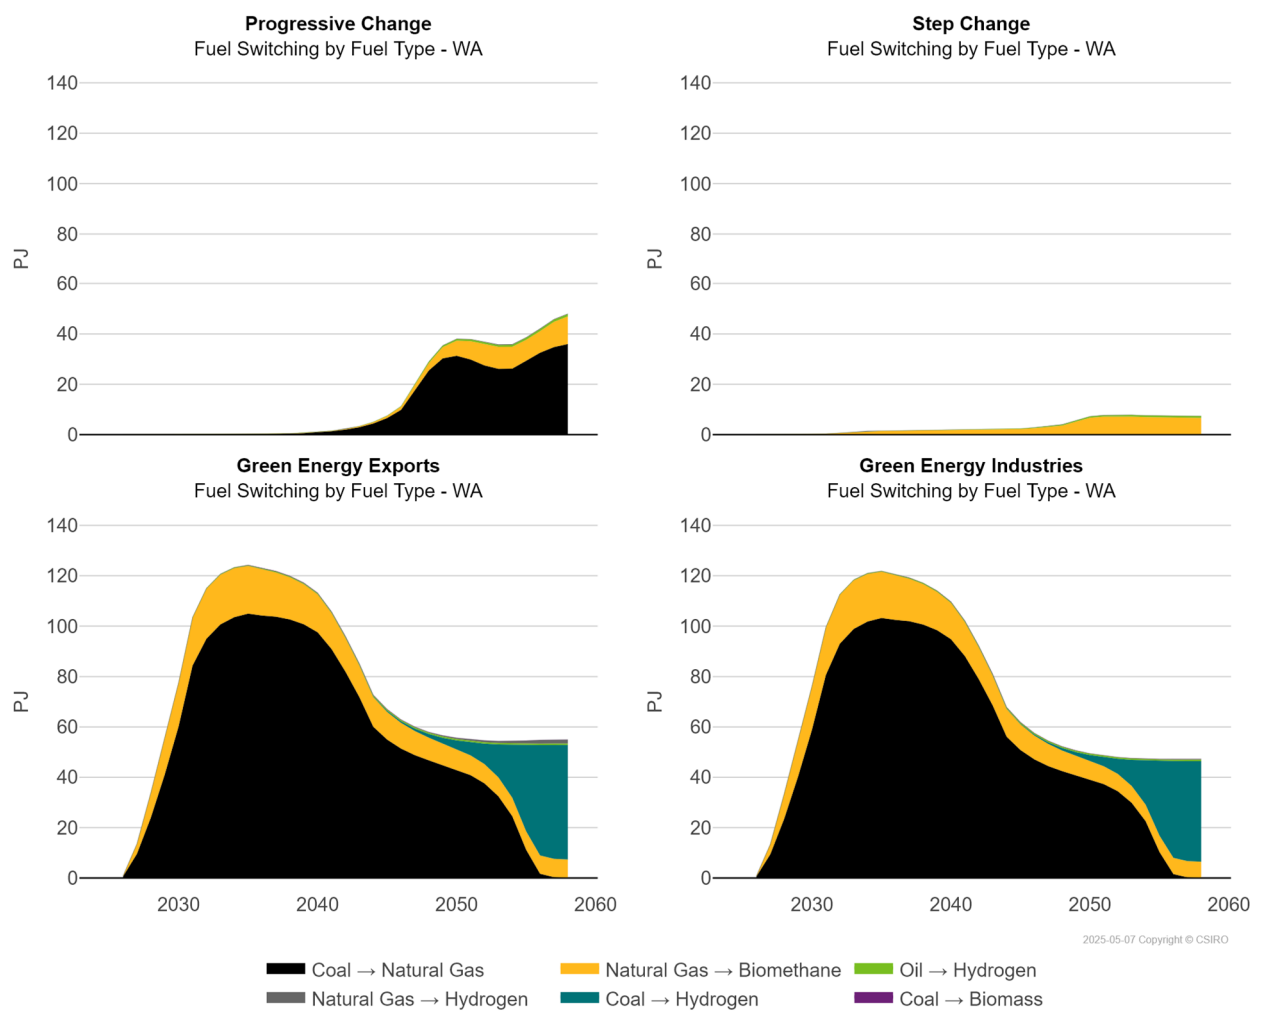 Progressive Change
Fuel Switching by Fuel Type - WA
140
120
100
80
60
40
20
0
PJ
Step Change
Fuel Switching by Fuel Type - WA
140
120
100
80
60
40
20
0
PJ
Green Energy Exports
Fuel Switching by Fuel Type - WA
140
120
100
80
60
40
20
0
PJ
2030 2040 2050 2060
Green Energy Industries
Fuel Switching by Fuel Type - WA
140
120
100
80
60
40
20
0
PJ
2030 2040 2050 2060
2025-05-07 Copyright © CSIRO
Coal → Natural Gas Natural Gas → Biomethane Oil → Hydrogen
Natural Gas → Hydrogen Coal → Hydrogen Coal → Biomass